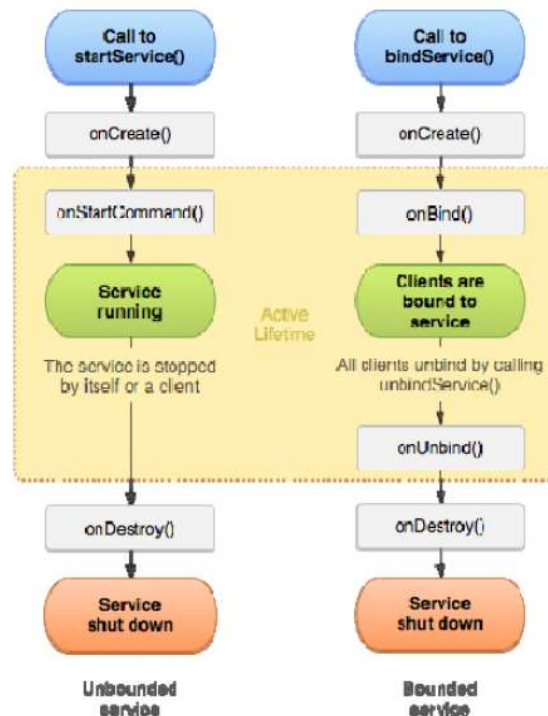 Call to
startService()
onCreate()
onStartCommand()
Service
running
The service is stopped
by itself or a client
onDestroy()
Service
shut down
Unbounded
service
Active
Lifetime
Call to
bindService()
onCreate()
onBind()
Clients are
bound to
service
All clients unbind by calling
unbindService()
onUnbind()
onDestroy()
Service
shut down
Bounded
service